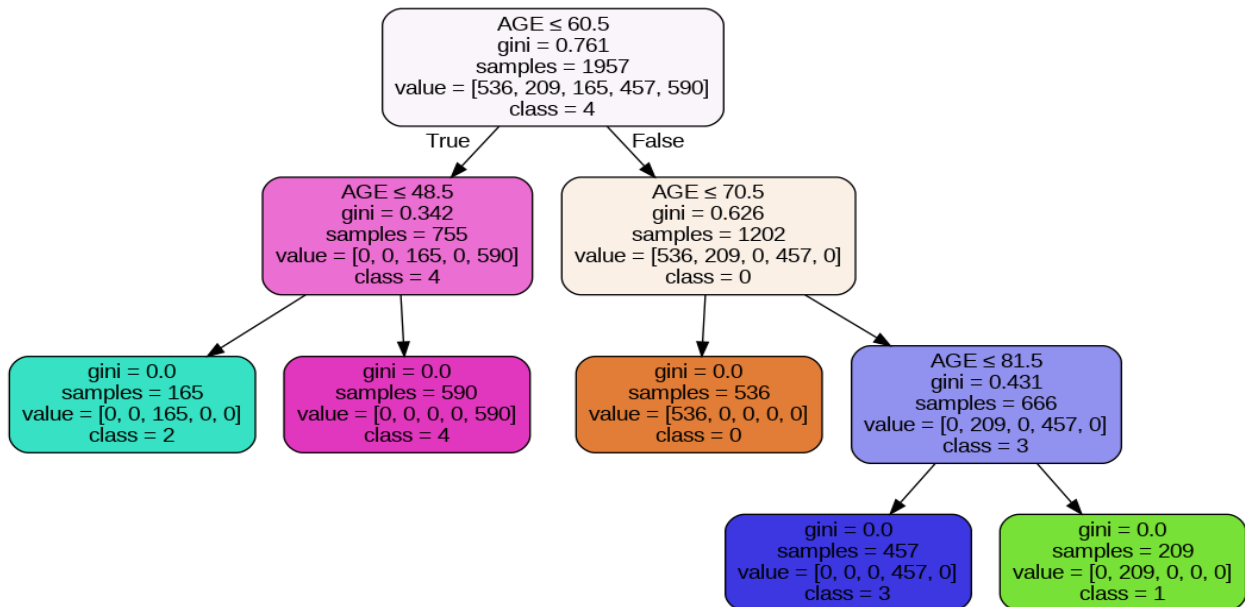 AGE ≤ 60.5
gini = 0.761
samples = 1957
value = [536, 209, 165, 457, 590]
class = 4
True
False
AGE ≤ 48.5
gini = 0.342
samples = 755
value = [0, 0, 165, 0, 590]
class = 4
AGE ≤ 70.5
gini = 0.626
samples = 1202
value = [536, 209, 0, 457, 0]
class = 0
gini = 0.0
samples = 165
value = [0, 0, 165, 0, 0]
class = 2
gini = 0.0
samples = 590
value = [0, 0, 0, 0, 590]
class = 4
gini = 0.0
samples = 536
value = [536, 0, 0, 0, 0]
class = 0
AGE ≤ 81.5
gini = 0.431
samples = 666
value = [0, 209, 0, 457, 0]
class = 3
gini = 0.0
samples = 457
value = [0, 0, 0, 457, 0]
class = 3
gini = 0.0
samples = 209
value = [0, 209, 0, 0, 0]
class = 1